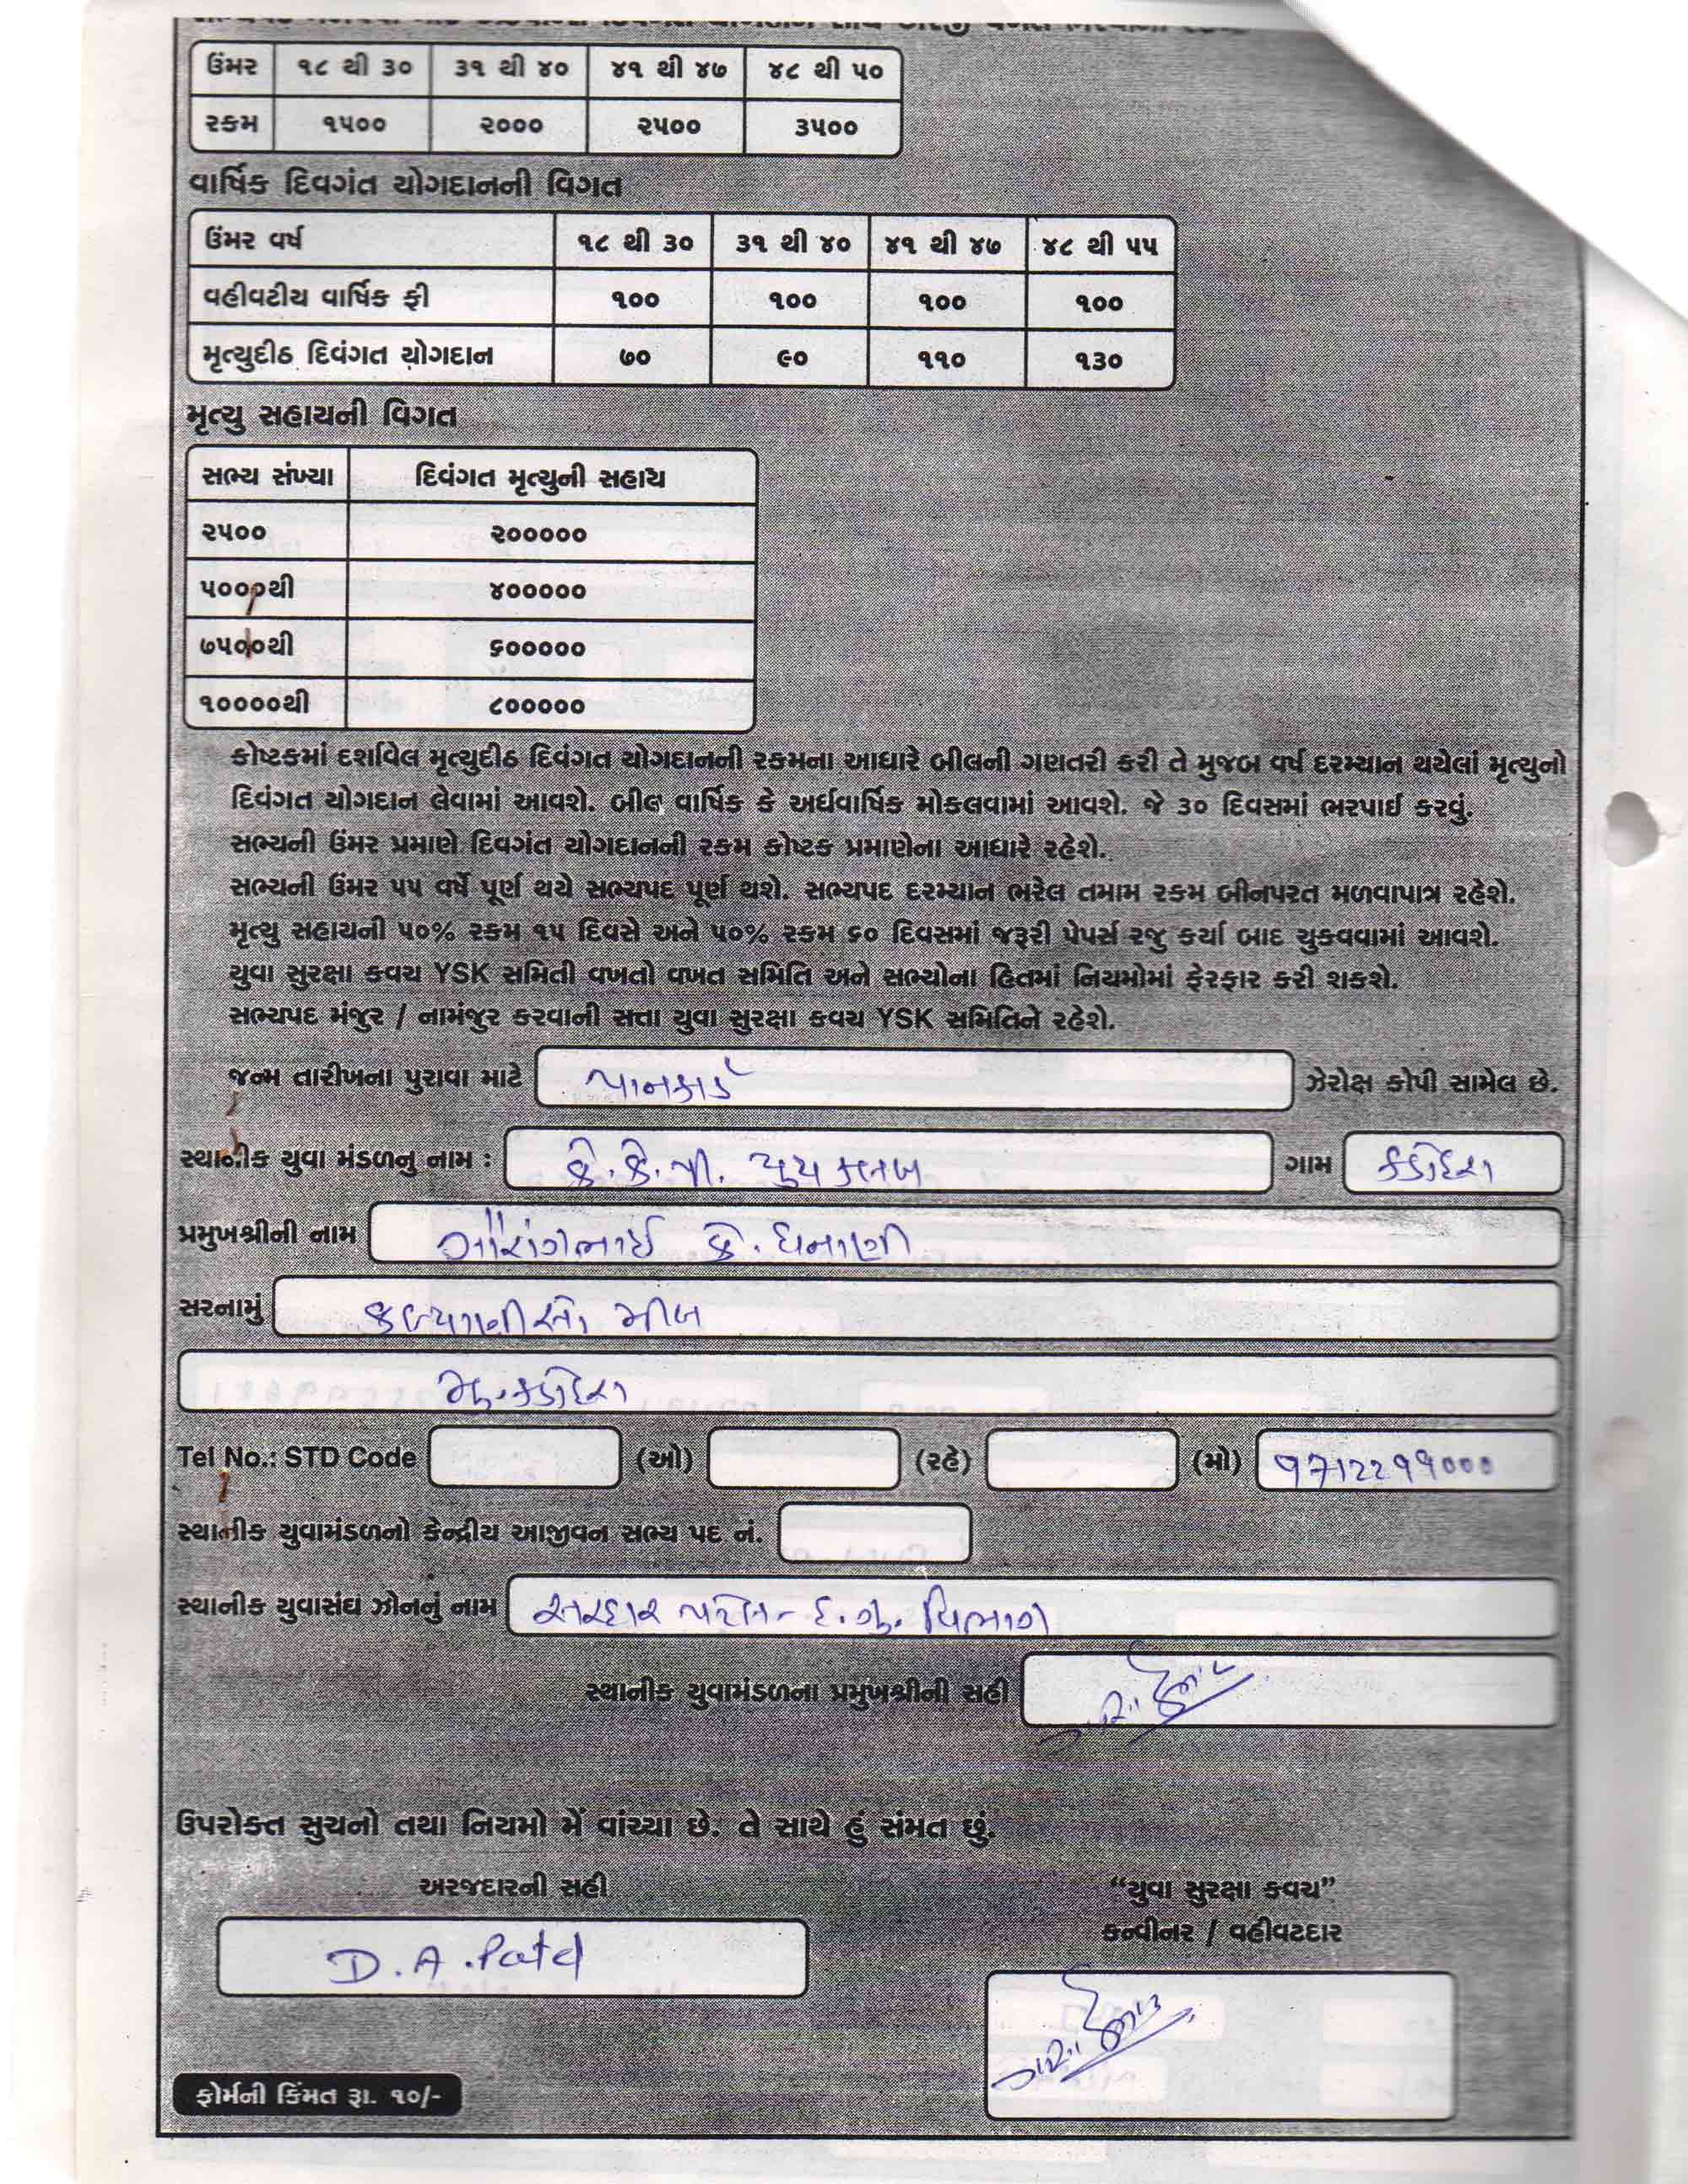 ઉંમર ૧૮ થી ૩૦ ૩૧ થી ૪૦ ૪૧ થી ૪૭ ૪૮ થી ૫૦
રકમ ૧૫૦૦ ૨૦૦૦ ૨૫૦૦ ૩૫૦૦
વાર્ષિક દિવગંત યોગદાનની વિગત
ઉંમર વર્ષ ૧૮ થી ૩૦ ૩૧ થી ૪૦ ૪૧ થી ૪૭ ૪૮ થી ૫૫
વહીવટીય વાર્ષિક ફી ૧૦૦ ૧૦૦ ૧૦૦ ૧૦૦
મૃત્યુદીઠ દિવંગત યોગદાન ૭૦ ૯૦ ૧૧૦ ૧૩૦
મૃત્યુ સહાયની વિગત
સભ્ય સંખ્યા દિવંગત મૃત્યુની સહાય
૨૫૦૦ ૨૦૦૦૦૦
૫૦૦૦થી ૪૦૦૦૦૦
૭૫૦૦થી ૬૦૦૦૦૦
૧૦૦૦૦થી ૮૦૦૦૦૦
કોષ્ટકમાં દર્શાવેલ મૃત્યુદીઠ દિવંગત યોગદાનની રકમના આધારે બીલની ગણતરી કરી તે મુજબ વર્ષ દરમ્યાન થયેલાં મૃત્યુનો
દિવંગત યોગદાન લેવામાં આવશે. બીલ વાર્ષિક કે અર્ધવાર્ષિક મોકલવામાં આવશે. જે ૩૦ દિવસમાં ભરપાઈ કરવું.
સભ્યની ઉંમર પ્રમાણે દિવગંત યોગદાનની રકમ કોષ્ટક પ્રમાણેના આધારે રહેશે.
સભ્યની ઉંમર ૫૫ વર્ષે પૂર્ણ થયે સભ્યપદ પૂર્ણ થશે. સભ્યપદ દરમ્યાન ભરેલ તમામ રકમ બીનપરત મળવાપાત્ર રહેશે.
મૃત્યુ સહાયની ૫૦% રકમ ૧૫ દિવસે અને ૫૦% રકમ ૬૦ દિવસમાં જરૂરી પેપર્સ રજુ કર્યા બાદ ચુકવવામાં આવશે.
યુવા સુરક્ષા કવચ YSK સમિતી વખતો વખત સમિતિ અને સભ્યોના હિતમાં નિયમોમાં ફેરફાર કરી શકશે.
સભ્યપદ મંજુર / નામંજુર કરવાની સત્તા યુવા સુરક્ષા કવચ YSK સમિતિને રહેશે.
જન્મ તારીખના પુરાવા માટે પાનકાર્ડ ઝેરોક્ષ કોપી સામેલ છે.
સ્થાનીક યુવા મંડળનુ નામ : કે.કે.પી. યુથ ક્લબ ગામ કડોદરા
પ્રમુખશ્રીની નામ ગૌરાંગભાઈ કે. ધનાણી
સરનામું કલ્યાણી સો મીલ
મુ.કડોદરા
Tel No.: STD Code (ઓ) (રહે) (મો) ૧712299000
સ્થાનીક યુવામંડળનો કેન્દ્રીય આજીવન સભ્ય પદ નં.
સ્થાનીક યુવાસંઘ ઝોનનું નામ સરદાર પટેલ - દ.ગુ. વિભાગ
સ્થાનીક યુવામંડળના પ્રમુખશ્રીની સહી
ઉપરોક્ત સુચનો તથા નિયમો મેં વાંચ્યા છે. તે સાથે હું સંમત છું.
અરજદારની સહી "યુવા સુરક્ષા કવચ"
કન્વીનર / વહીવટદાર
D.A.Patel
ફોર્મની કિંમત રૂા. ૧૦/-